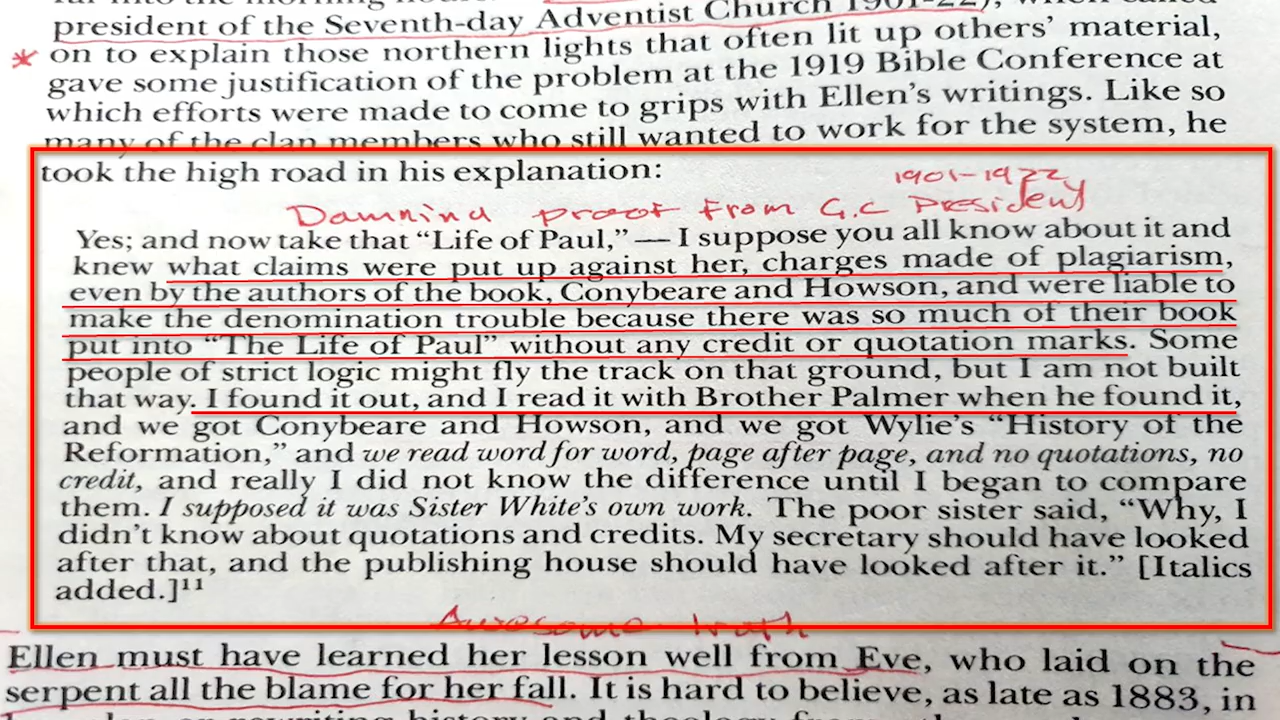 president of the Seventh-day Adventist Church 1901-22), when called
* on to explain those northern lights that often lit up others’ material,
gave some justification of the problem at the 1919 Bible Conference at
which efforts were made to come to grips with Ellen’s writings. Like so
many of the clan members who still wanted to work for the system, he
took the high road in his explanation:
1901-1922
Damnind proof from G.C President
Yes; and now take that “Life of Paul,”—I suppose you all know about it and
knew what claims were put up against her, charges made of plagiarism,
even by the authors of the book, Conybeare and Howson, and were liable to
make the denomination trouble because there was so much of their book
put into “The Life of Paul” without any credit or quotation marks. Some
people of strict logic might fly the track on that ground, but I am not built
that way. I found it out, and I read it with Brother Palmer when he found it,
and we got Conybeare and Howson, and we got Wylie’s “History of the
Reformation,” and we read word for word, page after page, and no quotations, no
credit, and really I did not know the difference until I began to compare
them. I supposed it was Sister White’s own work. The poor sister said, “Why, I
didn’t know about quotations and credits. My secretary should have looked
after that, and the publishing house should have looked after it.” [Italics
added.]¹¹
Awesome truth
Ellen must have learned her lesson well from Eve, who laid on the
serpent all the blame for her fall. It is hard to believe, as late as 1883, in